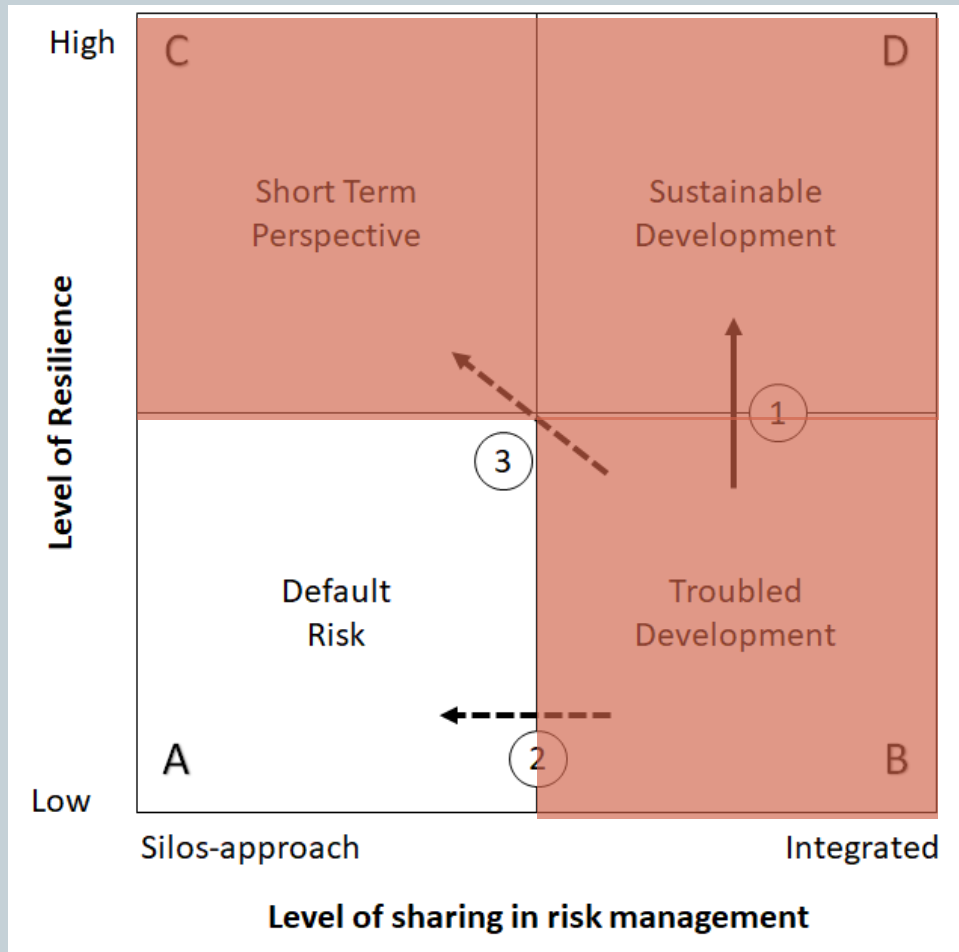 High
C
D
Short Term
Perspective
Sustainable
Development
Level of Resilience
1
3
Default
Risk
Troubled
Development
A
2
B
Low
Silos-approach
Integrated
Level of sharing in risk management